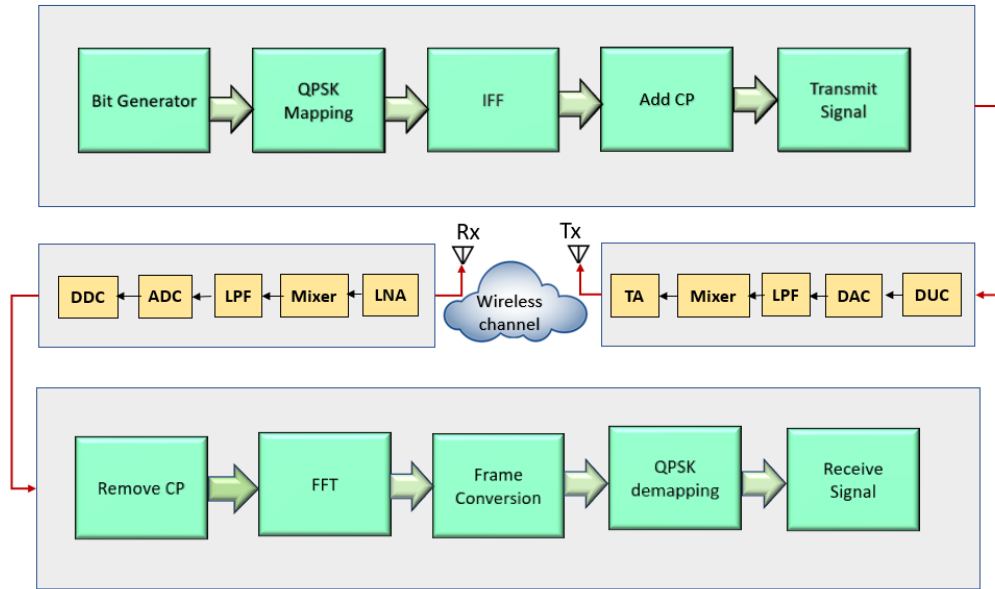 Bit Generator
QPSK
Mapping
IFF
Add CP
Transmit
Signal
Rx
Tx
DDC
ADC
LPF
Mixer
LNA
Wireless
channel
TA
Mixer
LPF
DAC
DUC
Remove CP
FFT
Frame
Conversion
QPSK
demapping
Receive
Signal